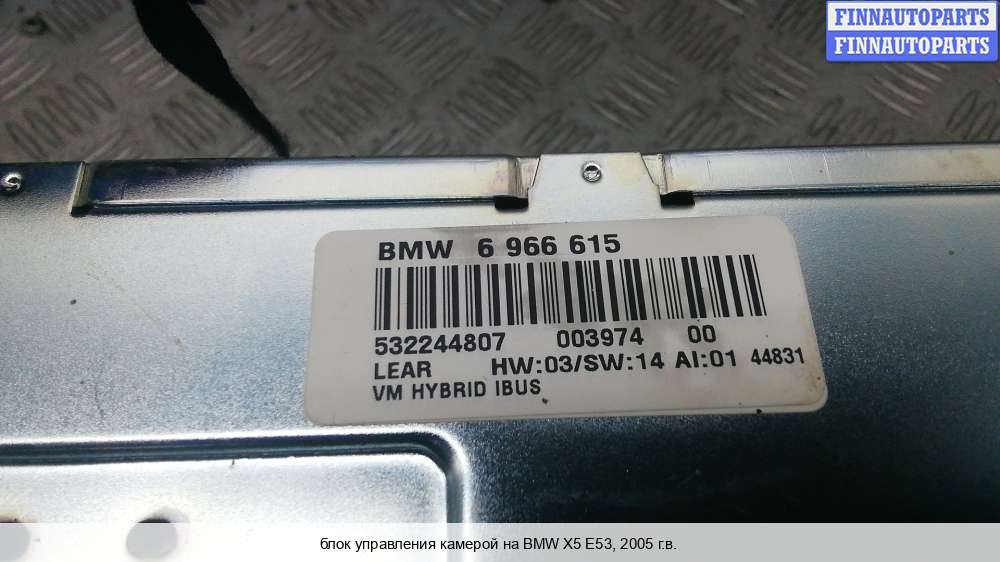 FINNAUTOPARTS
FINNAUTOPARTS
BMW 6 966 615
532244807 003974 00
LEAR HW:03/SW:14 AI:01 44831
VM HYBRID IBUS
блок управления камерой на BMW X5 E53, 2005 г.в.